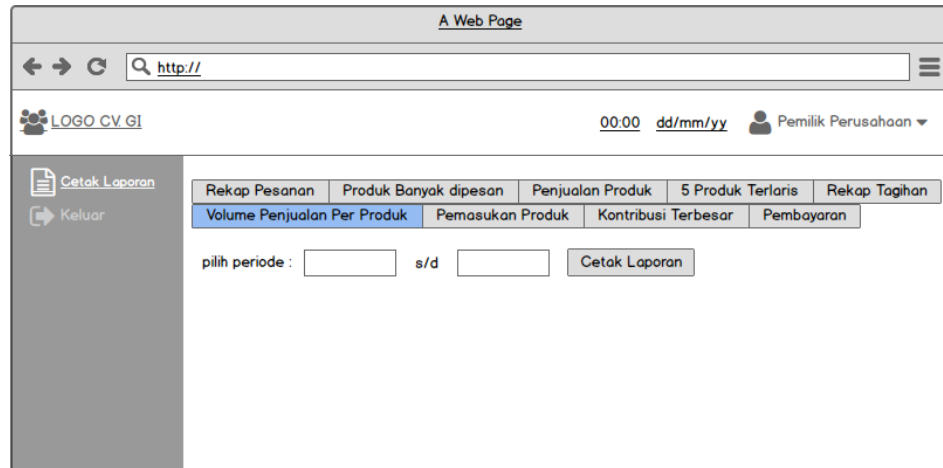 A Web Page
http://
LOGO CV. GI 00:00 dd/mm/yy Pemilik Perusahaan
Cetak Laporan
Keluar
Rekap Pesanan Produk Banyak dipesan Penjualan Produk 5 Produk Terlaris Rekap Tagihan
Volume Penjualan Per Produk Pemasukan Produk Kontribusi Terbesar Pembayaran
pilih periode : s/d Cetak Laporan